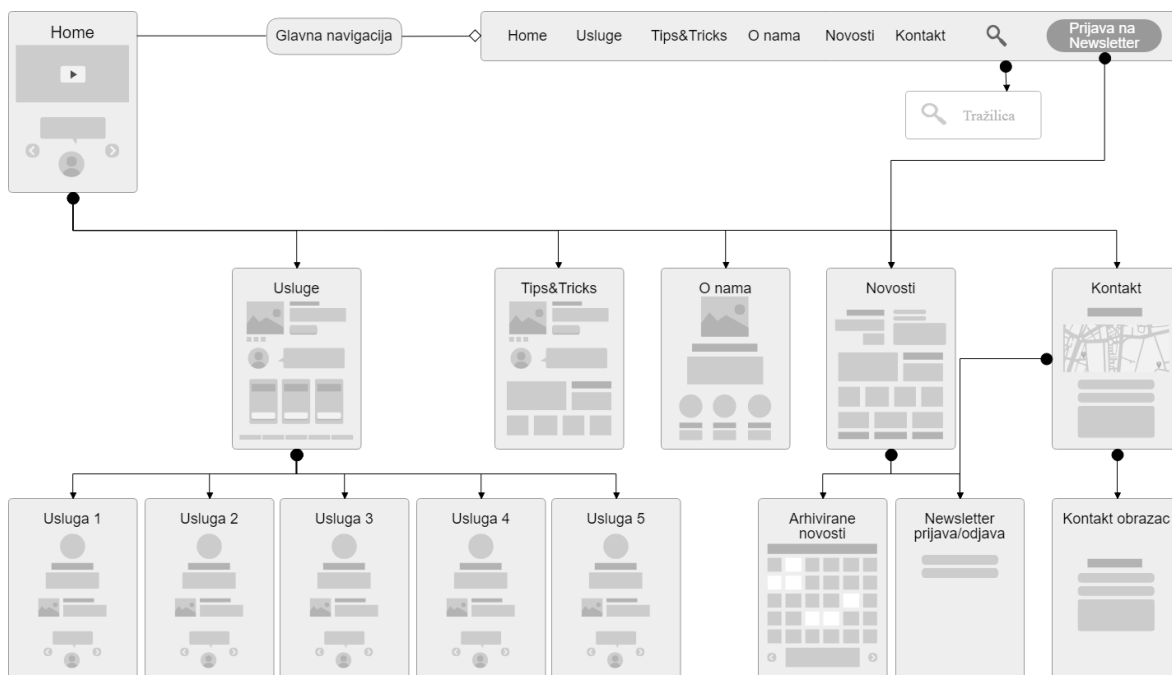 Home
Glavna navigacija
Home Usluge Tips&Tricks O nama Novosti Kontakt
Prijava na
Newsletter
Tražilica
Usluge
Tips&Tricks
O nama
Novosti
Kontakt
Usluga 1
Usluga 2
Usluga 3
Usluga 4
Usluga 5
Arhivirane
novosti
Newsletter
prijava/odjava
Kontakt obrazac